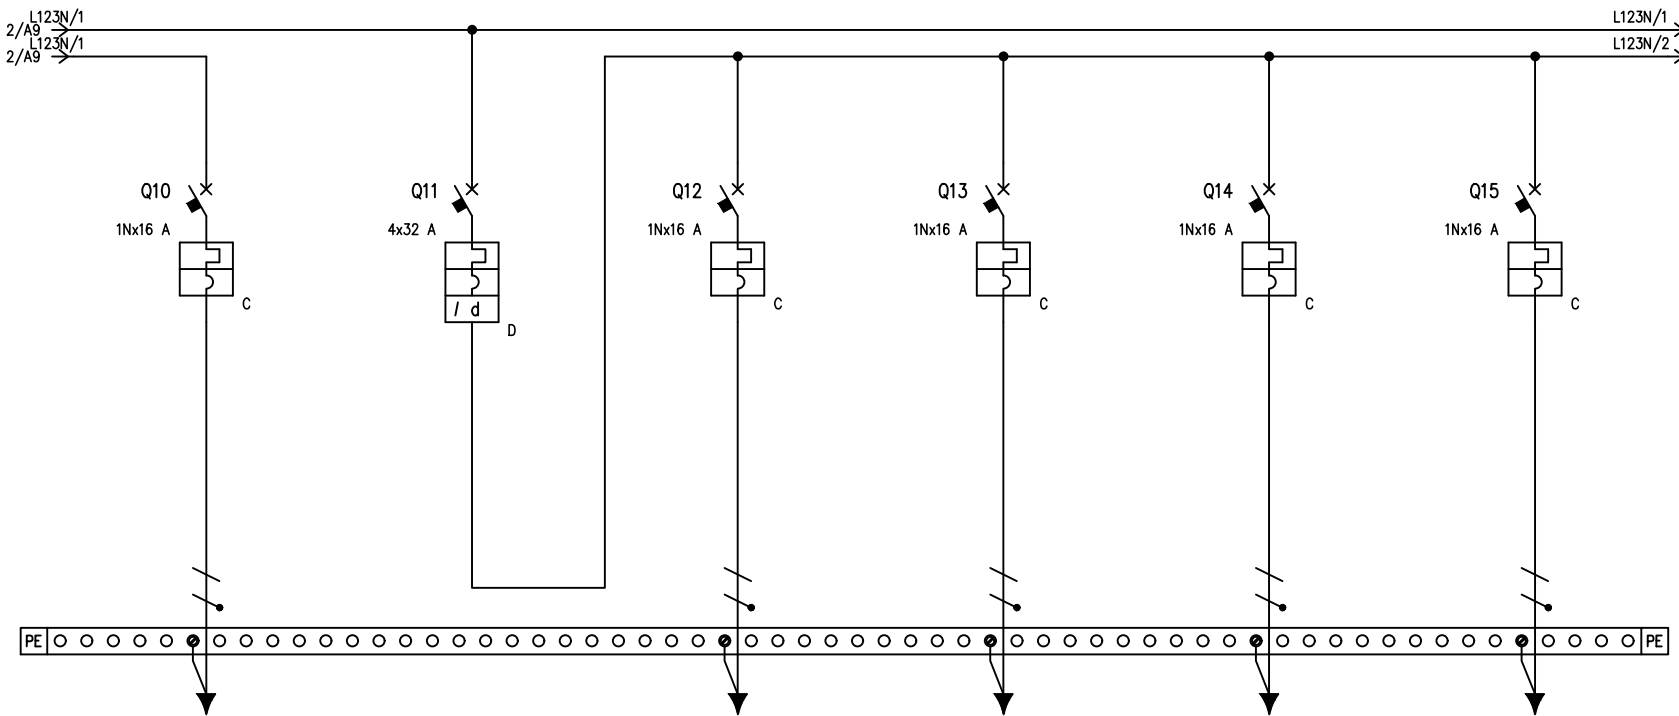 L123N/1
L123N/1
2/A9
L123N/1
L123N/2
2/A9
Q10
Q11
Q12
Q13
Q14
Q15
1Nx16 A
4x32 A
1Nx16 A
1Nx16 A
1Nx16 A
1Nx16 A
C
I d
C
C
C
C
D
PE
PE